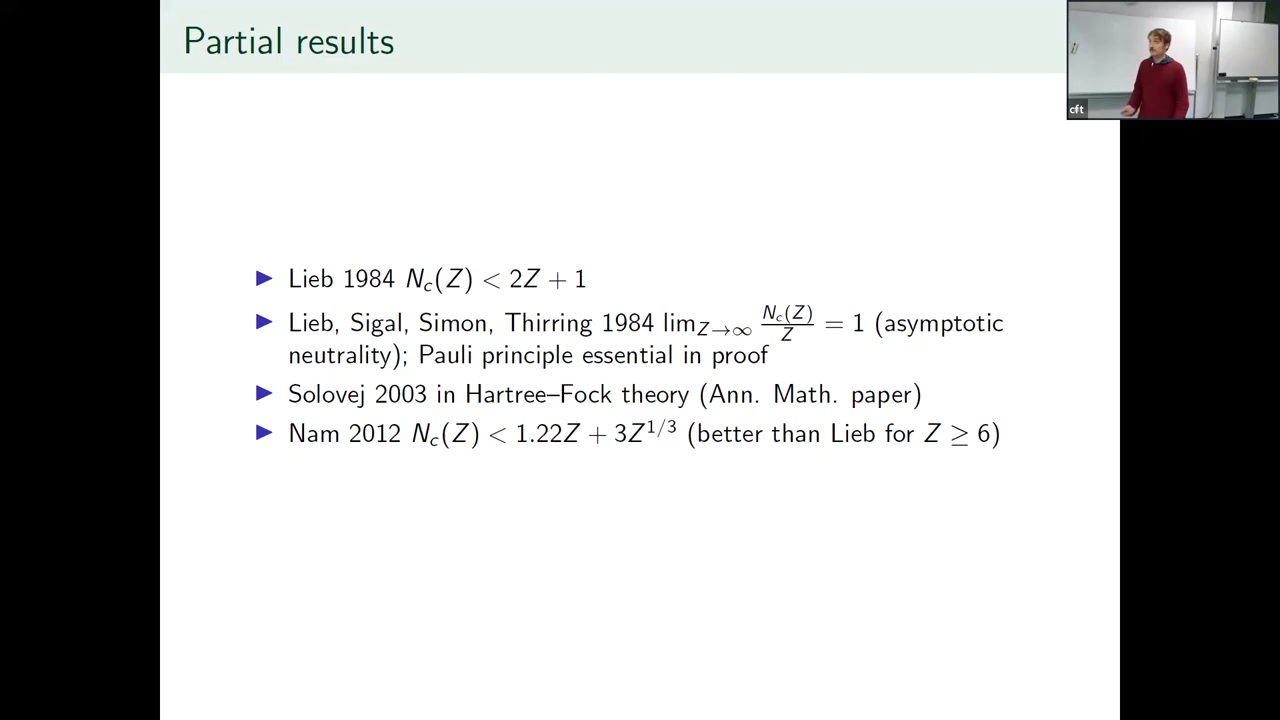 Partial results
cft
▶ Lieb 1984 N_c(Z) < 2Z + 1
▶ Lieb, Sigal, Simon, Thirring 1984 lim_{Z→∞} \frac{N_c(Z)}{Z} = 1 (asymptotic
neutrality); Pauli principle essential in proof
▶ Solovej 2003 in Hartree–Fock theory (Ann. Math. paper)
▶ Nam 2012 N_c(Z) < 1.22Z + 3Z^{1/3} (better than Lieb for Z ≥ 6)